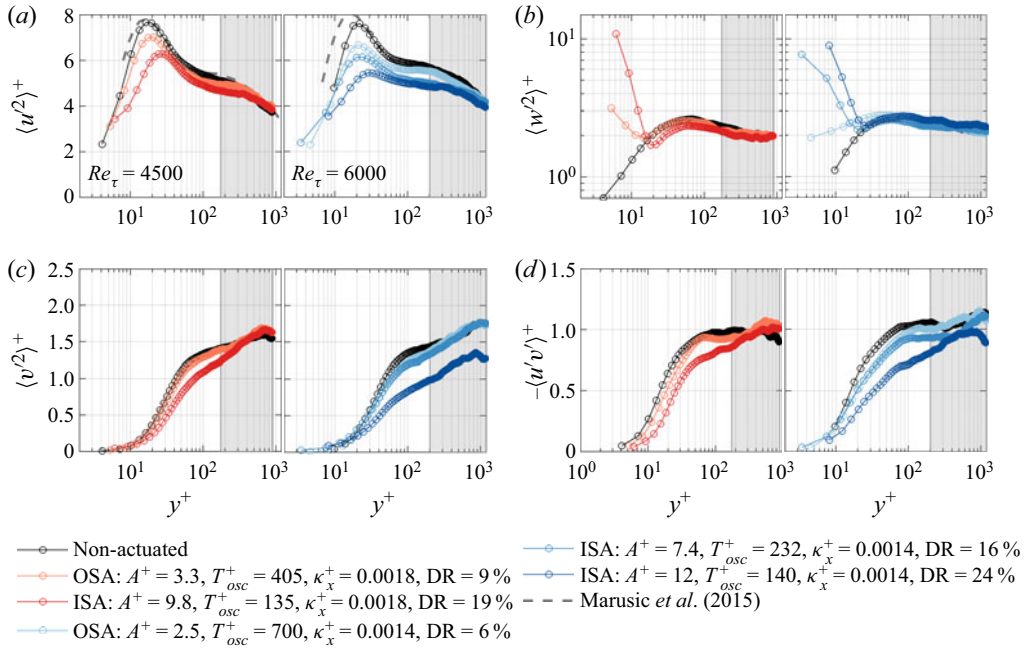 (a)
(b)
⟨u′²⟩⁺
8
6
4
2
0
Re_τ = 4500
Re_τ = 6000
10¹ 10² 10³ 10¹ 10² 10³
⟨w′²⟩⁺
10¹
10⁰
10¹ 10² 10³ 10¹ 10² 10³
(c)
(d)
⟨v′²⟩⁺
2.5
2.0
1.5
1.0
0.5
0
10¹ 10² 10³ 10¹ 10² 10³
y⁺ y⁺
−⟨u′v′⟩⁺
1.5
1.0
0.5
0
10⁰ 10¹ 10² 10³ 10¹ 10² 10³
y⁺ y⁺
Non-actuated
OSA: A⁺ = 3.3, T⁺osc = 405, κ⁺x = 0.0018, DR = 9 %
ISA: A⁺ = 9.8, T⁺osc = 135, κ⁺x = 0.0018, DR = 19 %
OSA: A⁺ = 2.5, T⁺osc = 700, κ⁺x = 0.0014, DR = 6 %
ISA: A⁺ = 7.4, T⁺osc = 232, κ⁺x = 0.0014, DR = 16 %
ISA: A⁺ = 12, T⁺osc = 140, κ⁺x = 0.0014, DR = 24 %
Marusic et al. (2015)